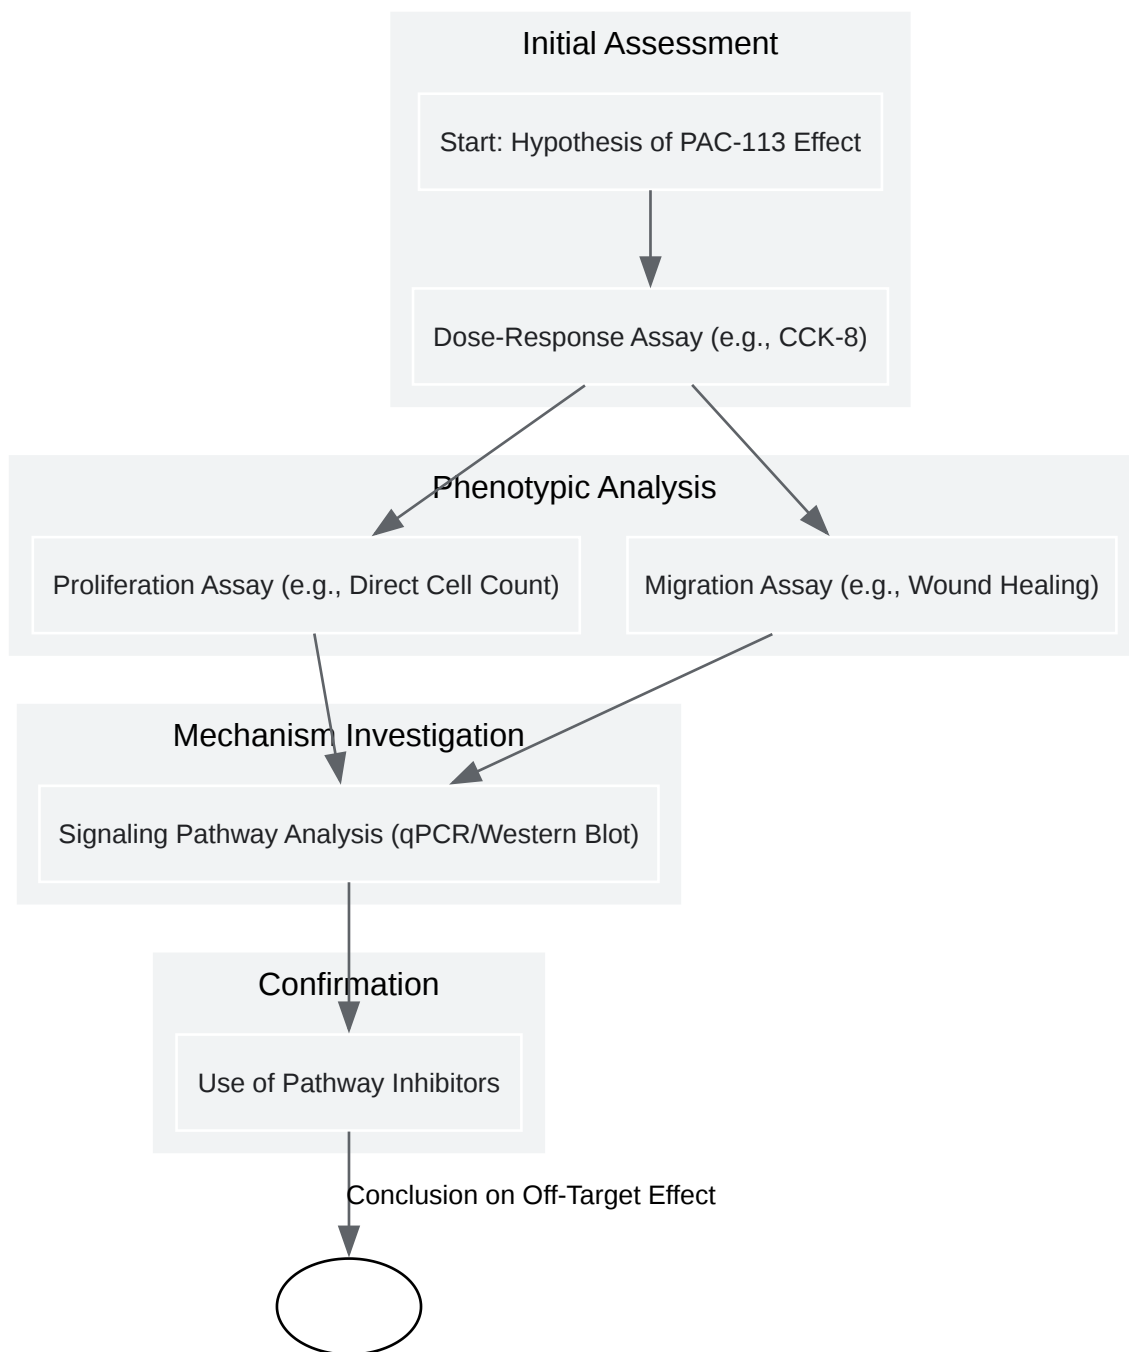 Initial Assessment
Start: Hypothesis of PAC-113 Effect
Dose-Response Assay (e.g., CCK-8)
Phenotypic Analysis
Proliferation Assay (e.g., Direct Cell Count)
Migration Assay (e.g., Wound Healing)
Mechanism Investigation
Signaling Pathway Analysis (qPCR/Western Blot)
Confirmation
Use of Pathway Inhibitors
Conclusion on Off-Target Effect